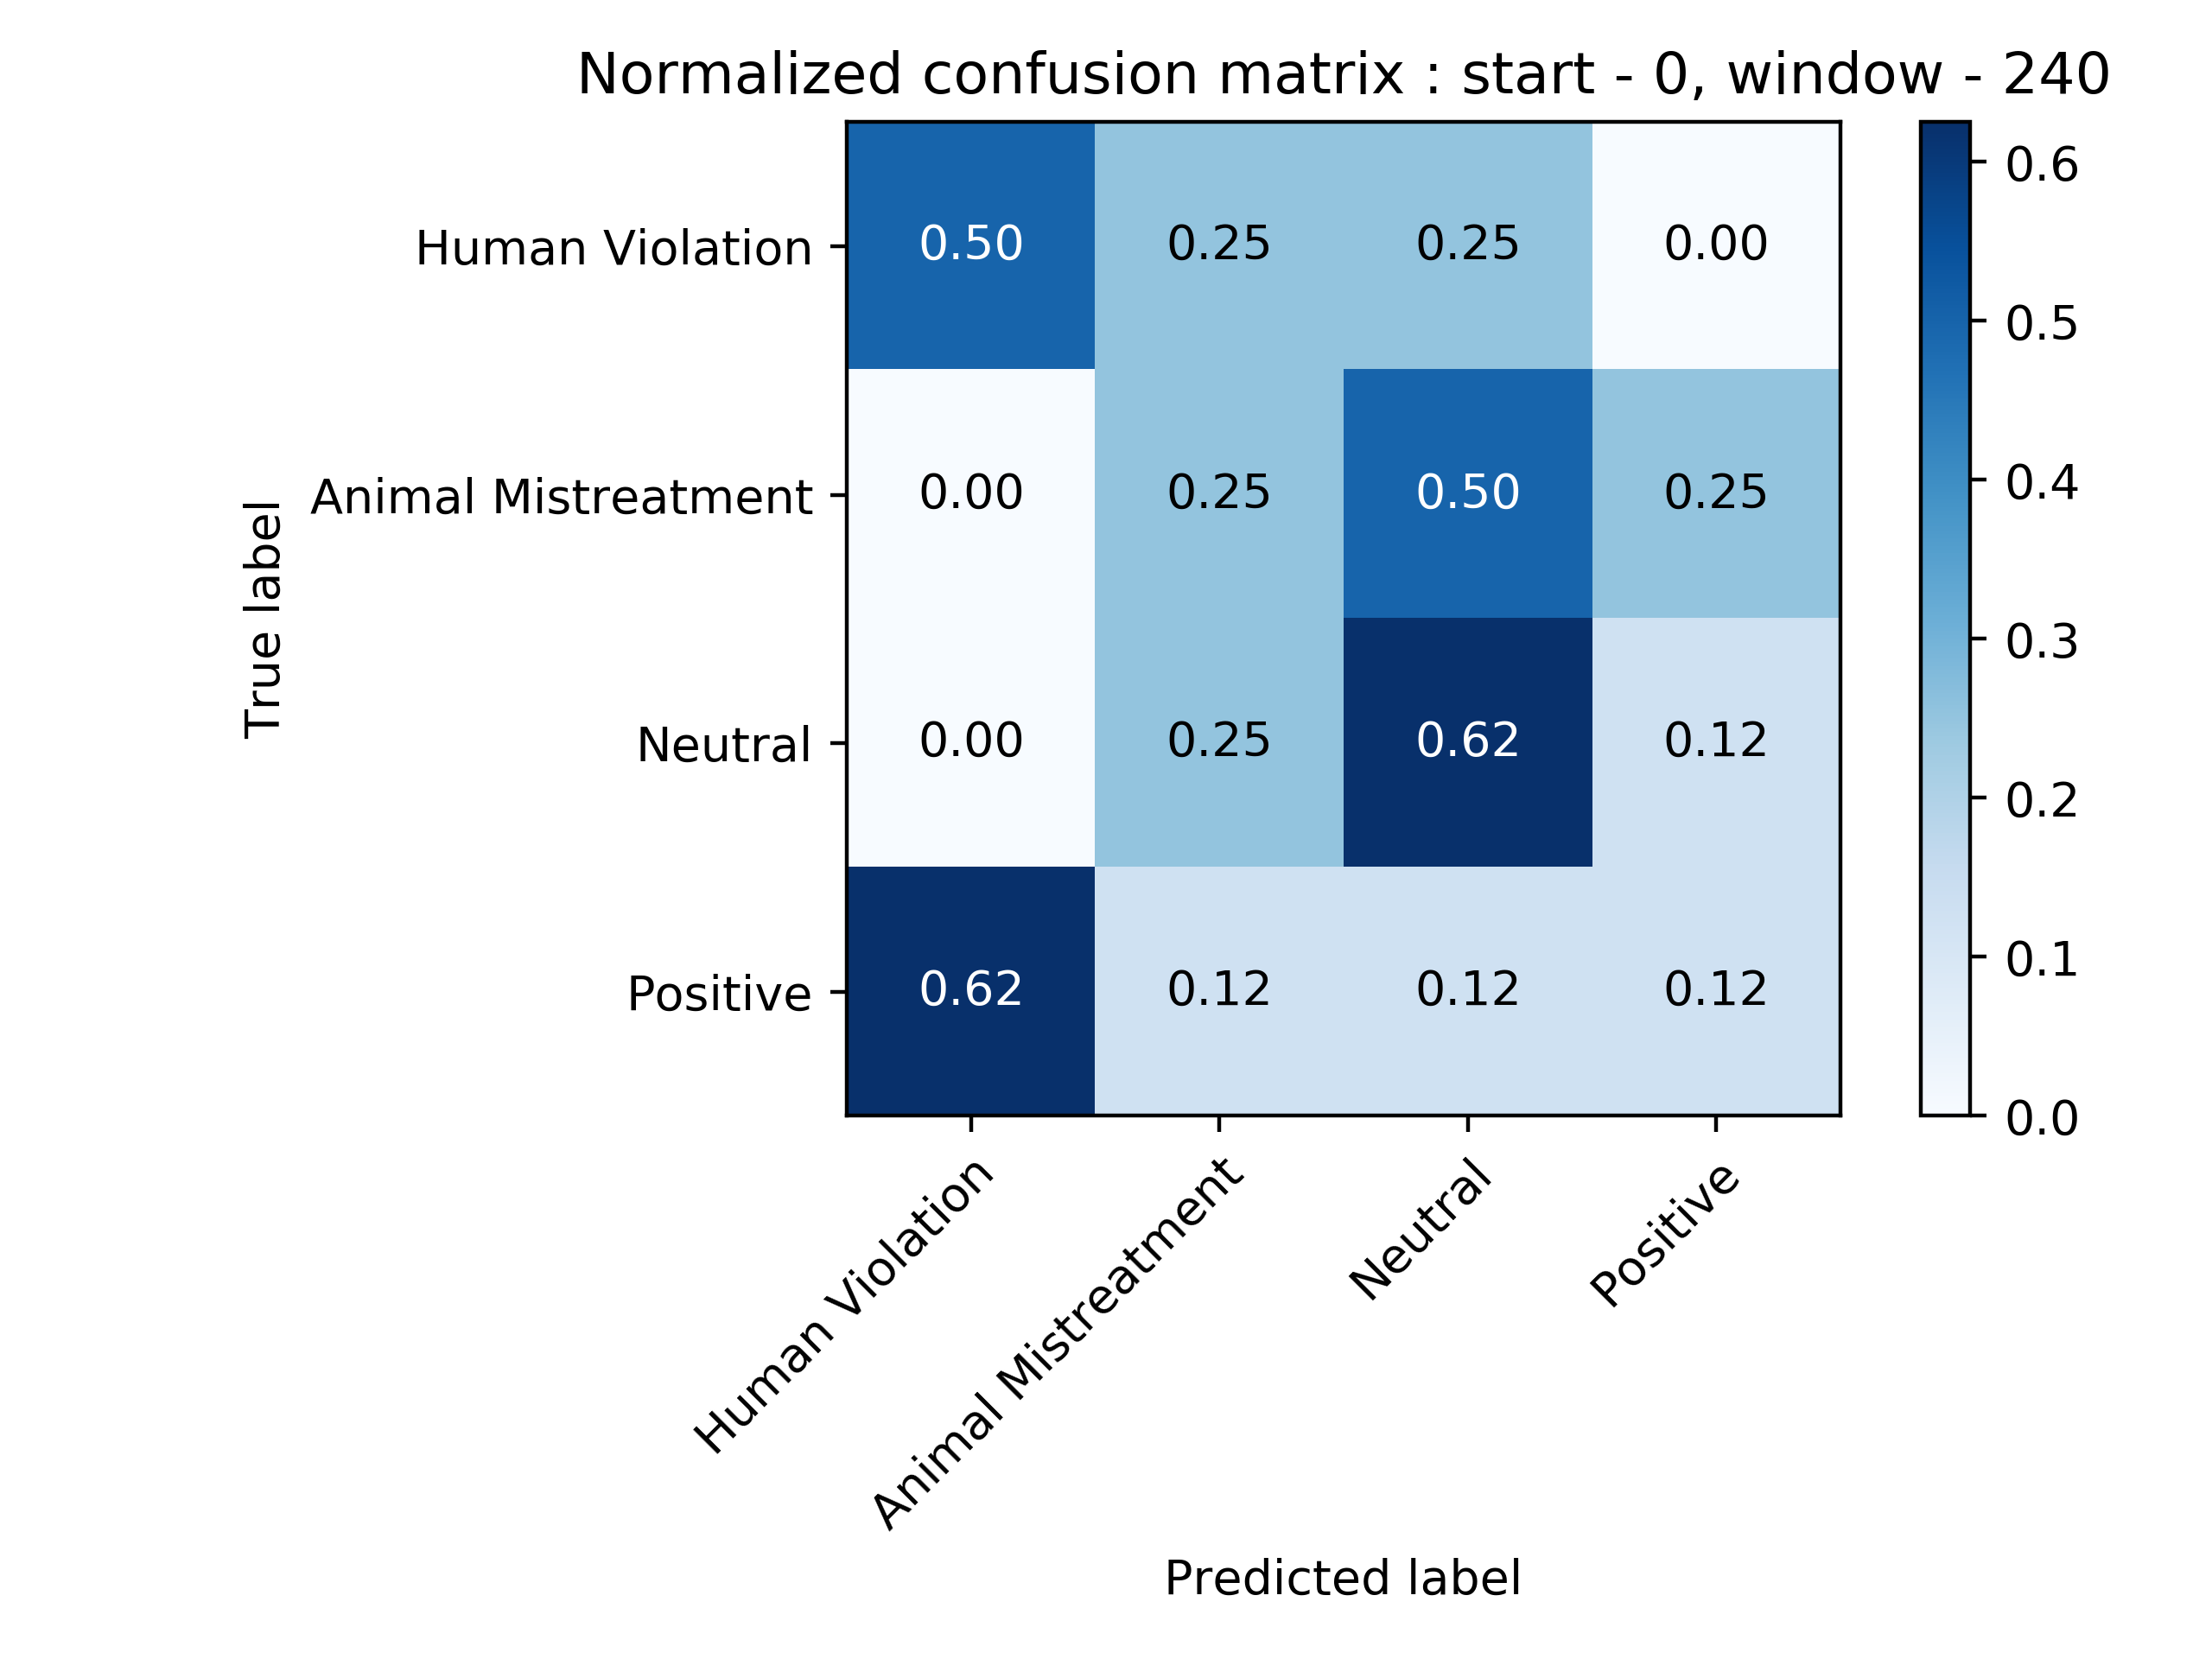 Normalized confusion matrix : start - 0, window - 240
True label
Human Violation
0.50 0.25 0.25 0.00
Animal Mistreatment
0.00 0.25 0.50 0.25
Neutral
0.00 0.25 0.62 0.12
Positive
0.62 0.12 0.12 0.12
0.6
0.5
0.4
0.3
0.2
0.1
0.0
Human Violation
Animal Mistreatment
Neutral
Positive
Predicted label